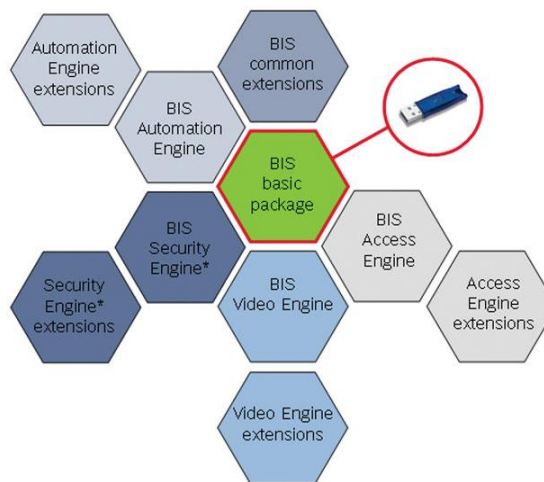 Automation
Engine
extensions
BIS
common
extensions
BIS
Automation
Engine
BIS
basic
package
BIS
Access
Engine
BIS
Security
Engine*
Security
Engine*
extensions
BIS
Video Engine
Access
Engine
extensions
Video Engine
extensions